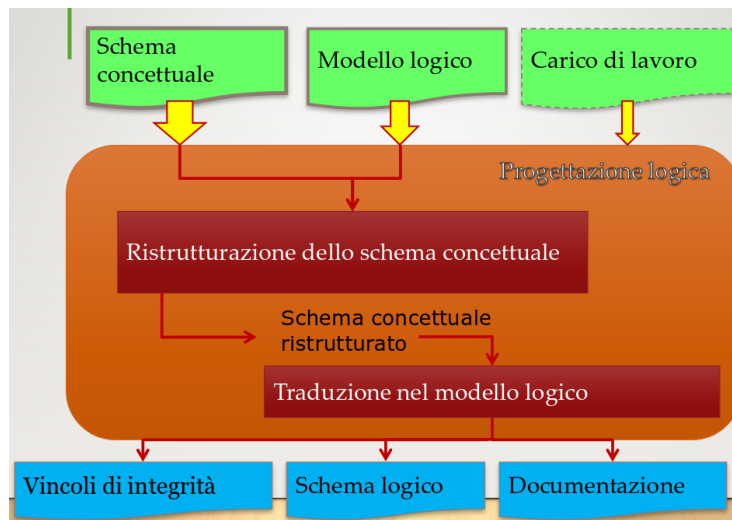 Schema
concettuale
Modello logico
Carico di lavoro
Progettazione logica
Ristrutturazione dello schema concettuale
Schema concettuale
ristrutturato
Traduzione nel modello logico
Vincoli di integrità
Schema logico
Documentazione